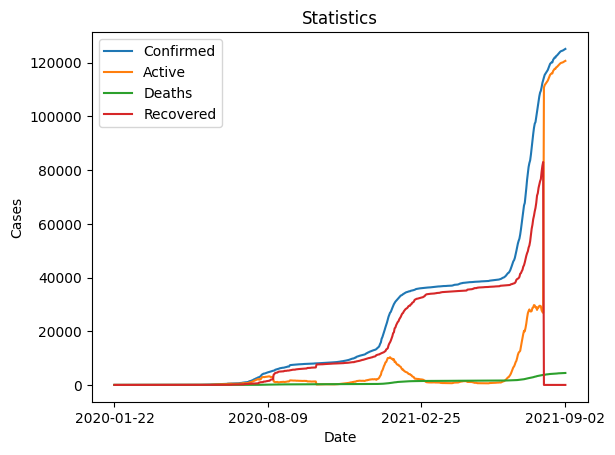 Statistics
Confirmed
Active
Deaths
Recovered
120000
100000
80000
60000
40000
20000
0
Cases
2020-01-22
2020-08-09
2021-02-25
2021-09-02
Date